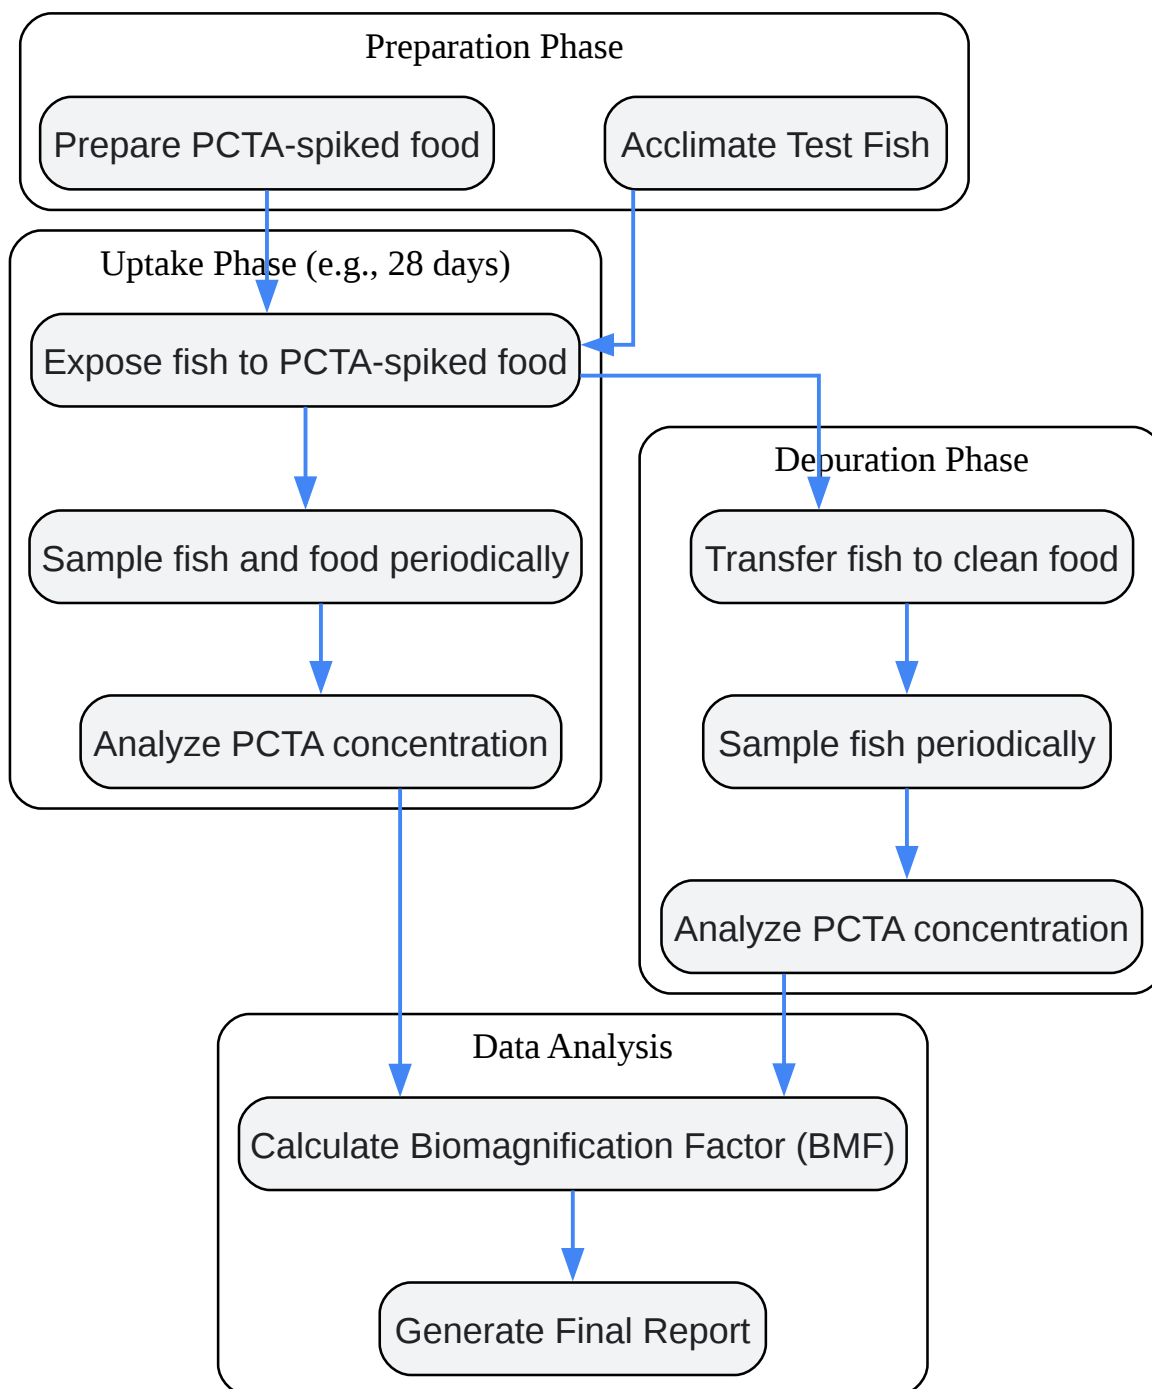 Preparation Phase
Prepare PCTA-spiked food
Acclimate Test Fish
Uptake Phase (e.g., 28 days)
Expose fish to PCTA-spiked food
Sample fish and food periodically
Analyze PCTA concentration
Depuration Phase
Transfer fish to clean food
Sample fish periodically
Analyze PCTA concentration
Data Analysis
Calculate Biomagnification Factor (BMF)
Generate Final Report